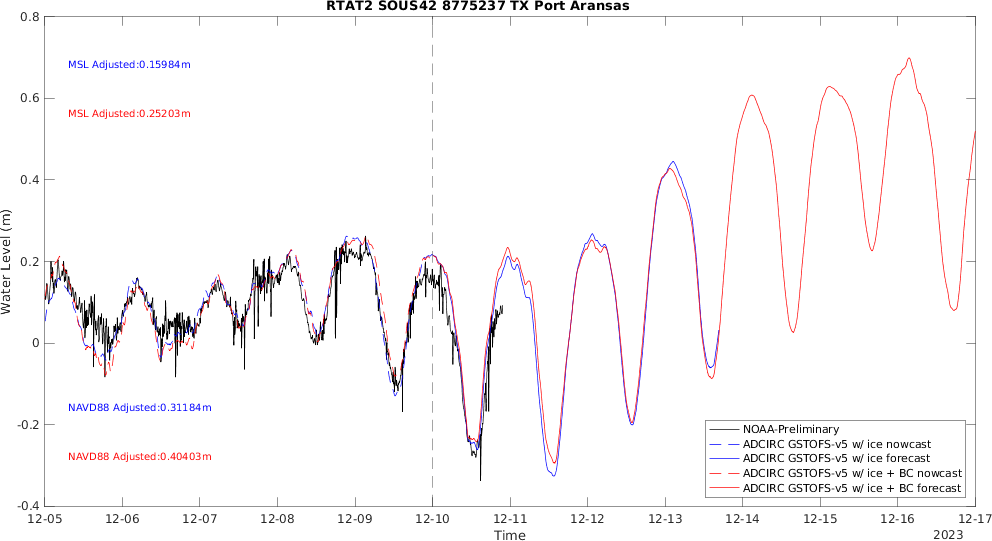 RTAT2 SOUS42 8775237 TX Port Aransas
0.8
0.6
0.4
0.2
0
-0.2
-0.4
Water Level (m)
MSL Adjusted:0.15984m
MSL Adjusted:0.25203m
NAVD88 Adjusted:0.31184m
NAVD88 Adjusted:0.40403m
NOAA-Preliminary
ADCIRC GSTOFS-v5 w/ ice nowcast
ADCIRC GSTOFS-v5 w/ ice forecast
ADCIRC GSTOFS-v5 w/ ice + BC nowcast
ADCIRC GSTOFS-v5 w/ ice + BC forecast
12-05 12-06 12-07 12-08 12-09 12-10 12-11 12-12 12-13 12-14 12-15 12-16 12-17
Time
2023